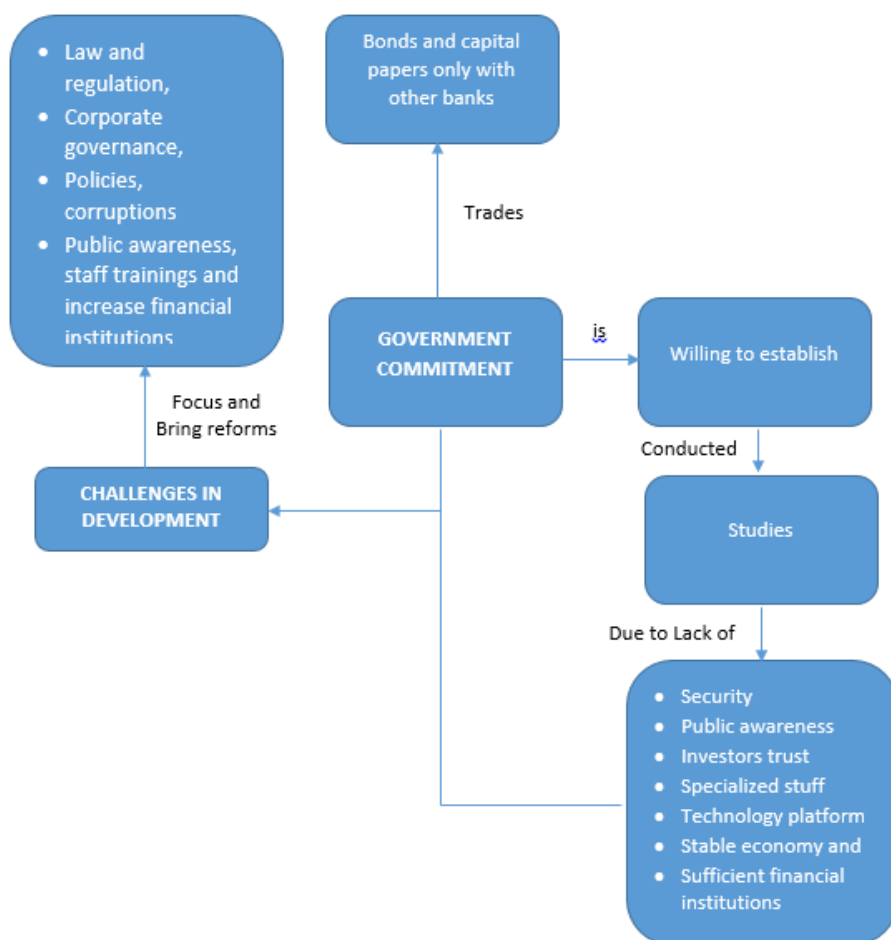 • Law and
regulation,
• Corporate
governance,
• Policies,
corruptions
• Public awareness,
staff trainings and
increase financial
institutions
Bonds and capital
papers only with
other banks
Trades
GOVERNMENT
COMMITMENT
is
Willing to establish
Focus and
Bring reforms
Conducted
CHALLENGES IN
DEVELOPMENT
Studies
Due to Lack of
• Security
• Public awareness
• Investors trust
• Specialized stuff
• Technology platform
• Stable economy and
• Sufficient financial
institutions